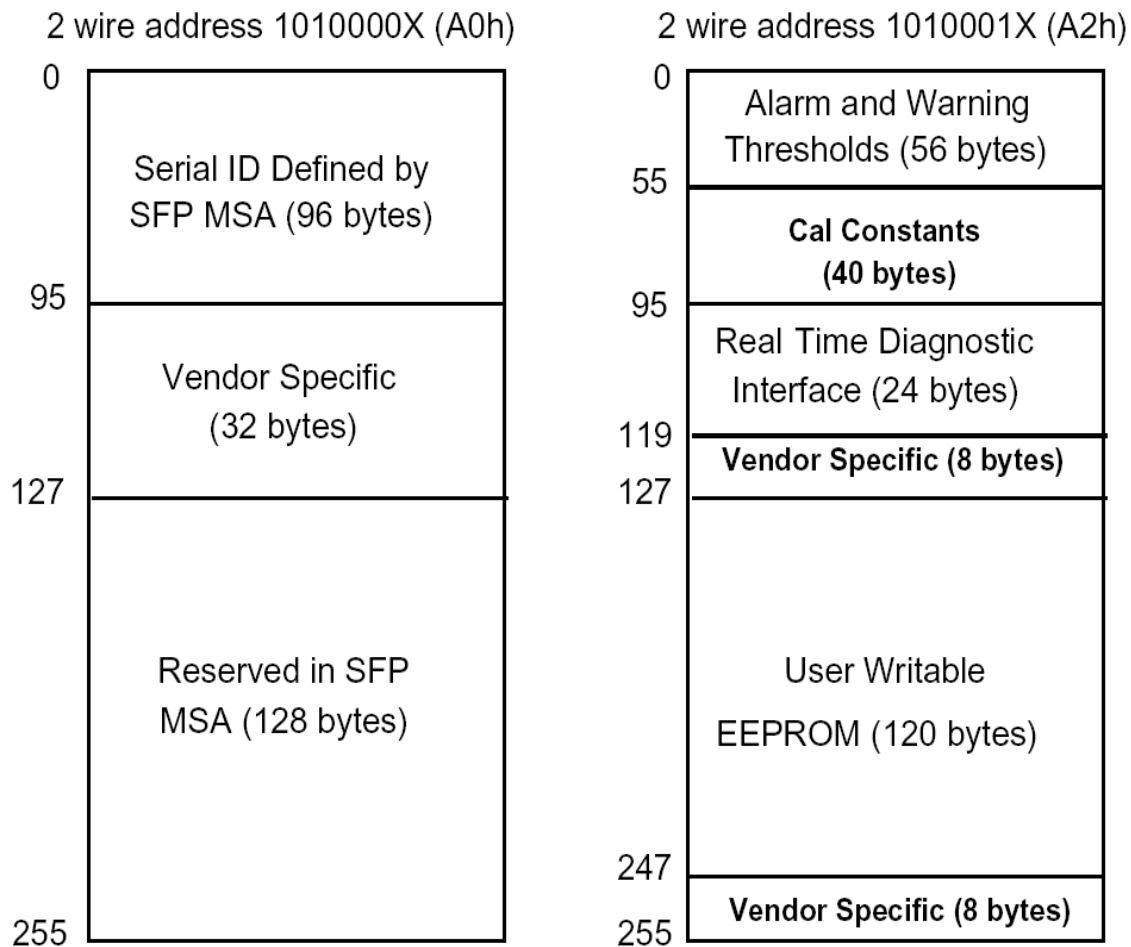 2 wire address 1010000X (A0h)
0
Serial ID Defined by
SFP MSA (96 bytes)
95
Vendor Specific
(32 bytes)
127
Reserved in SFP
MSA (128 bytes)
255
2 wire address 1010001X (A2h)
0
Alarm and Warning
Thresholds (56 bytes)
55
Cal Constants
(40 bytes)
95
Real Time Diagnostic
Interface (24 bytes)
119
Vendor Specific (8 bytes)
127
User Writable
EEPROM (120 bytes)
247
Vendor Specific (8 bytes)
255